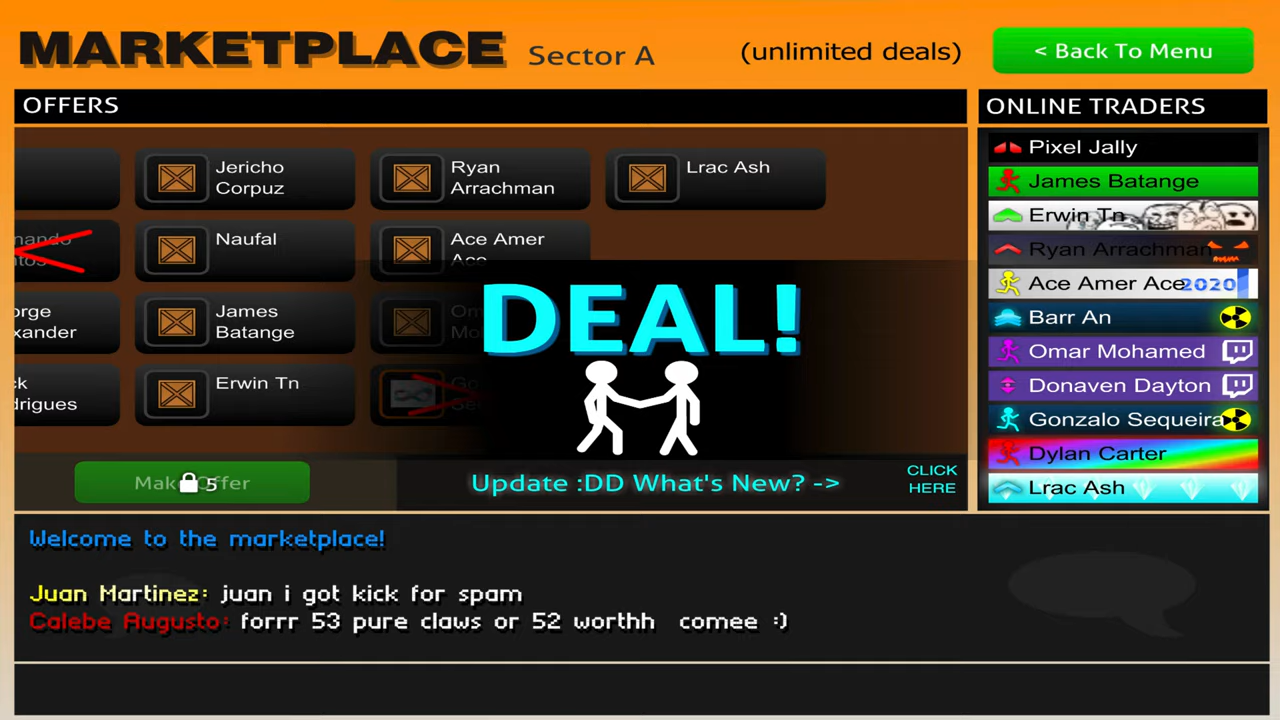 MARKETPLACE Sector A (unlimited deals) < Back To Menu
OFFERS
ONLINE TRADERS
Jericho
Corpuz
Ryan
Arrachman
Lrac Ash
Naufal
Ace Amer
Ace
James
Batange
Erwin Tn
DEAL!
Make Offer
5
Update :DD What's New? ->
CLICK
HERE
Pixel Jally
James Batange
Erwin Tn
Ryan Arrachman
Ace Amer Ace 2020
Barr An
Omar Mohamed
Donaven Dayton
Gonzalo Sequeira
Dylan Carter
Lrac Ash
Welcome to the marketplace!
Juan Martinez: juan i got kick for spam
Calebe Augusto: forrr 53 pure claws or 52 worthh comee :)